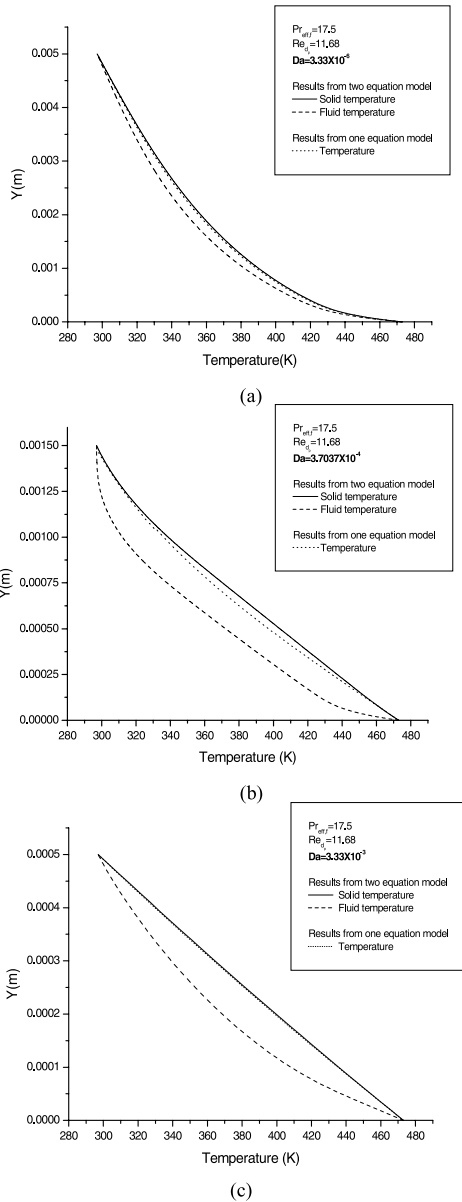 Pr_eff,f=17.5
Re_dp=11.68
Da=3.33X10^-5
Results from two equation model
Solid temperature
Fluid temperature
Results from one equation model
Temperature
0.005
0.004
0.003
0.002
0.001
0.000
Y(m)
280 300 320 340 360 380 400 420 440 460 480
Temperature(K)
(a)
Pr_eff,f=17.5
Re_dp=11.68
Da=3.7037X10^-4
Results from two equation model
Solid temperature
Fluid temperature
Results from one equation model
Temperature
0.00150
0.00125
0.00100
0.00075
0.00050
0.00025
0.00000
Y(m)
280 300 320 340 360 380 400 420 440 460 480
Temperature (K)
(b)
Pr_eff,f=17.5
Re_dp=11.68
Da=3.33X10^-3
Results from two equation model
Solid temperature
Fluid temperature
Results from one equation model
Temperature
0.0005
0.0004
0.0003
0.0002
0.0001
0.0000
Y(m)
280 300 320 340 360 380 400 420 440 460 480
Temperature (K)
(c)